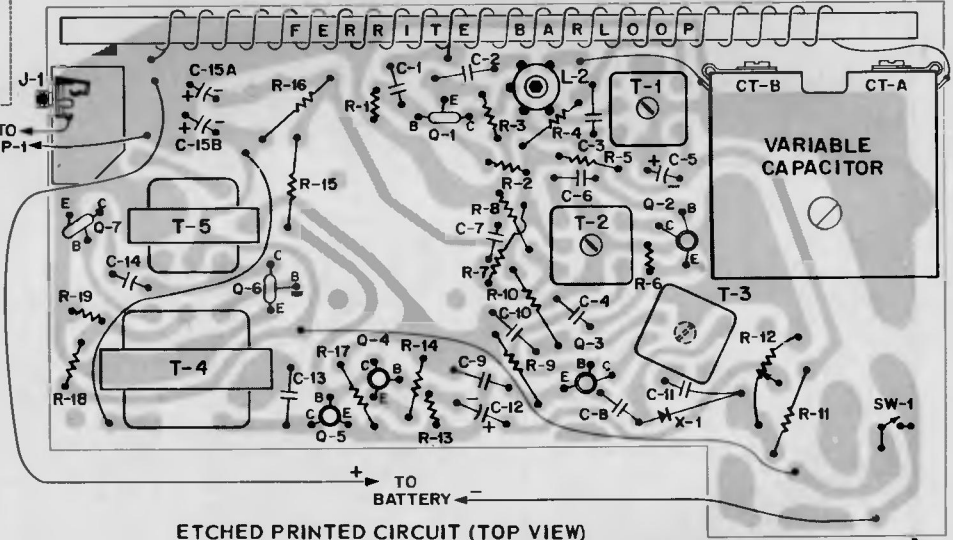 FERRITE BAR LOOP
J-1
C-15A
+ -
R-16
C-1
C-2
L-2
T-1
CT-B
CT-A
R-1
E
B C
Q-1
R-3
R-4
C-3
TO
P-1
+ -
C-15B
VARIABLE
CAPACITOR
R-5
C-5
+ -
R-2
C-6
R-15
E C
Q-7
B
T-5
R-8
C-7
T-2
Q-2
B
C
E
C-14
C
Q-6
B
E
R-7
R-6
R-10
R-19
C-10
C-4
T-3
Q-3
R-12
T-4
R-17
Q-4
C B
E
R-14
C-9
R-9
B
E C
R-18
C-13
B
C E
Q-5
R-13
- C-12
+
C-8
C-11
X-1
R-11
SW-1
+ TO
BATTERY -
ETCHED PRINTED CIRCUIT (TOP VIEW)